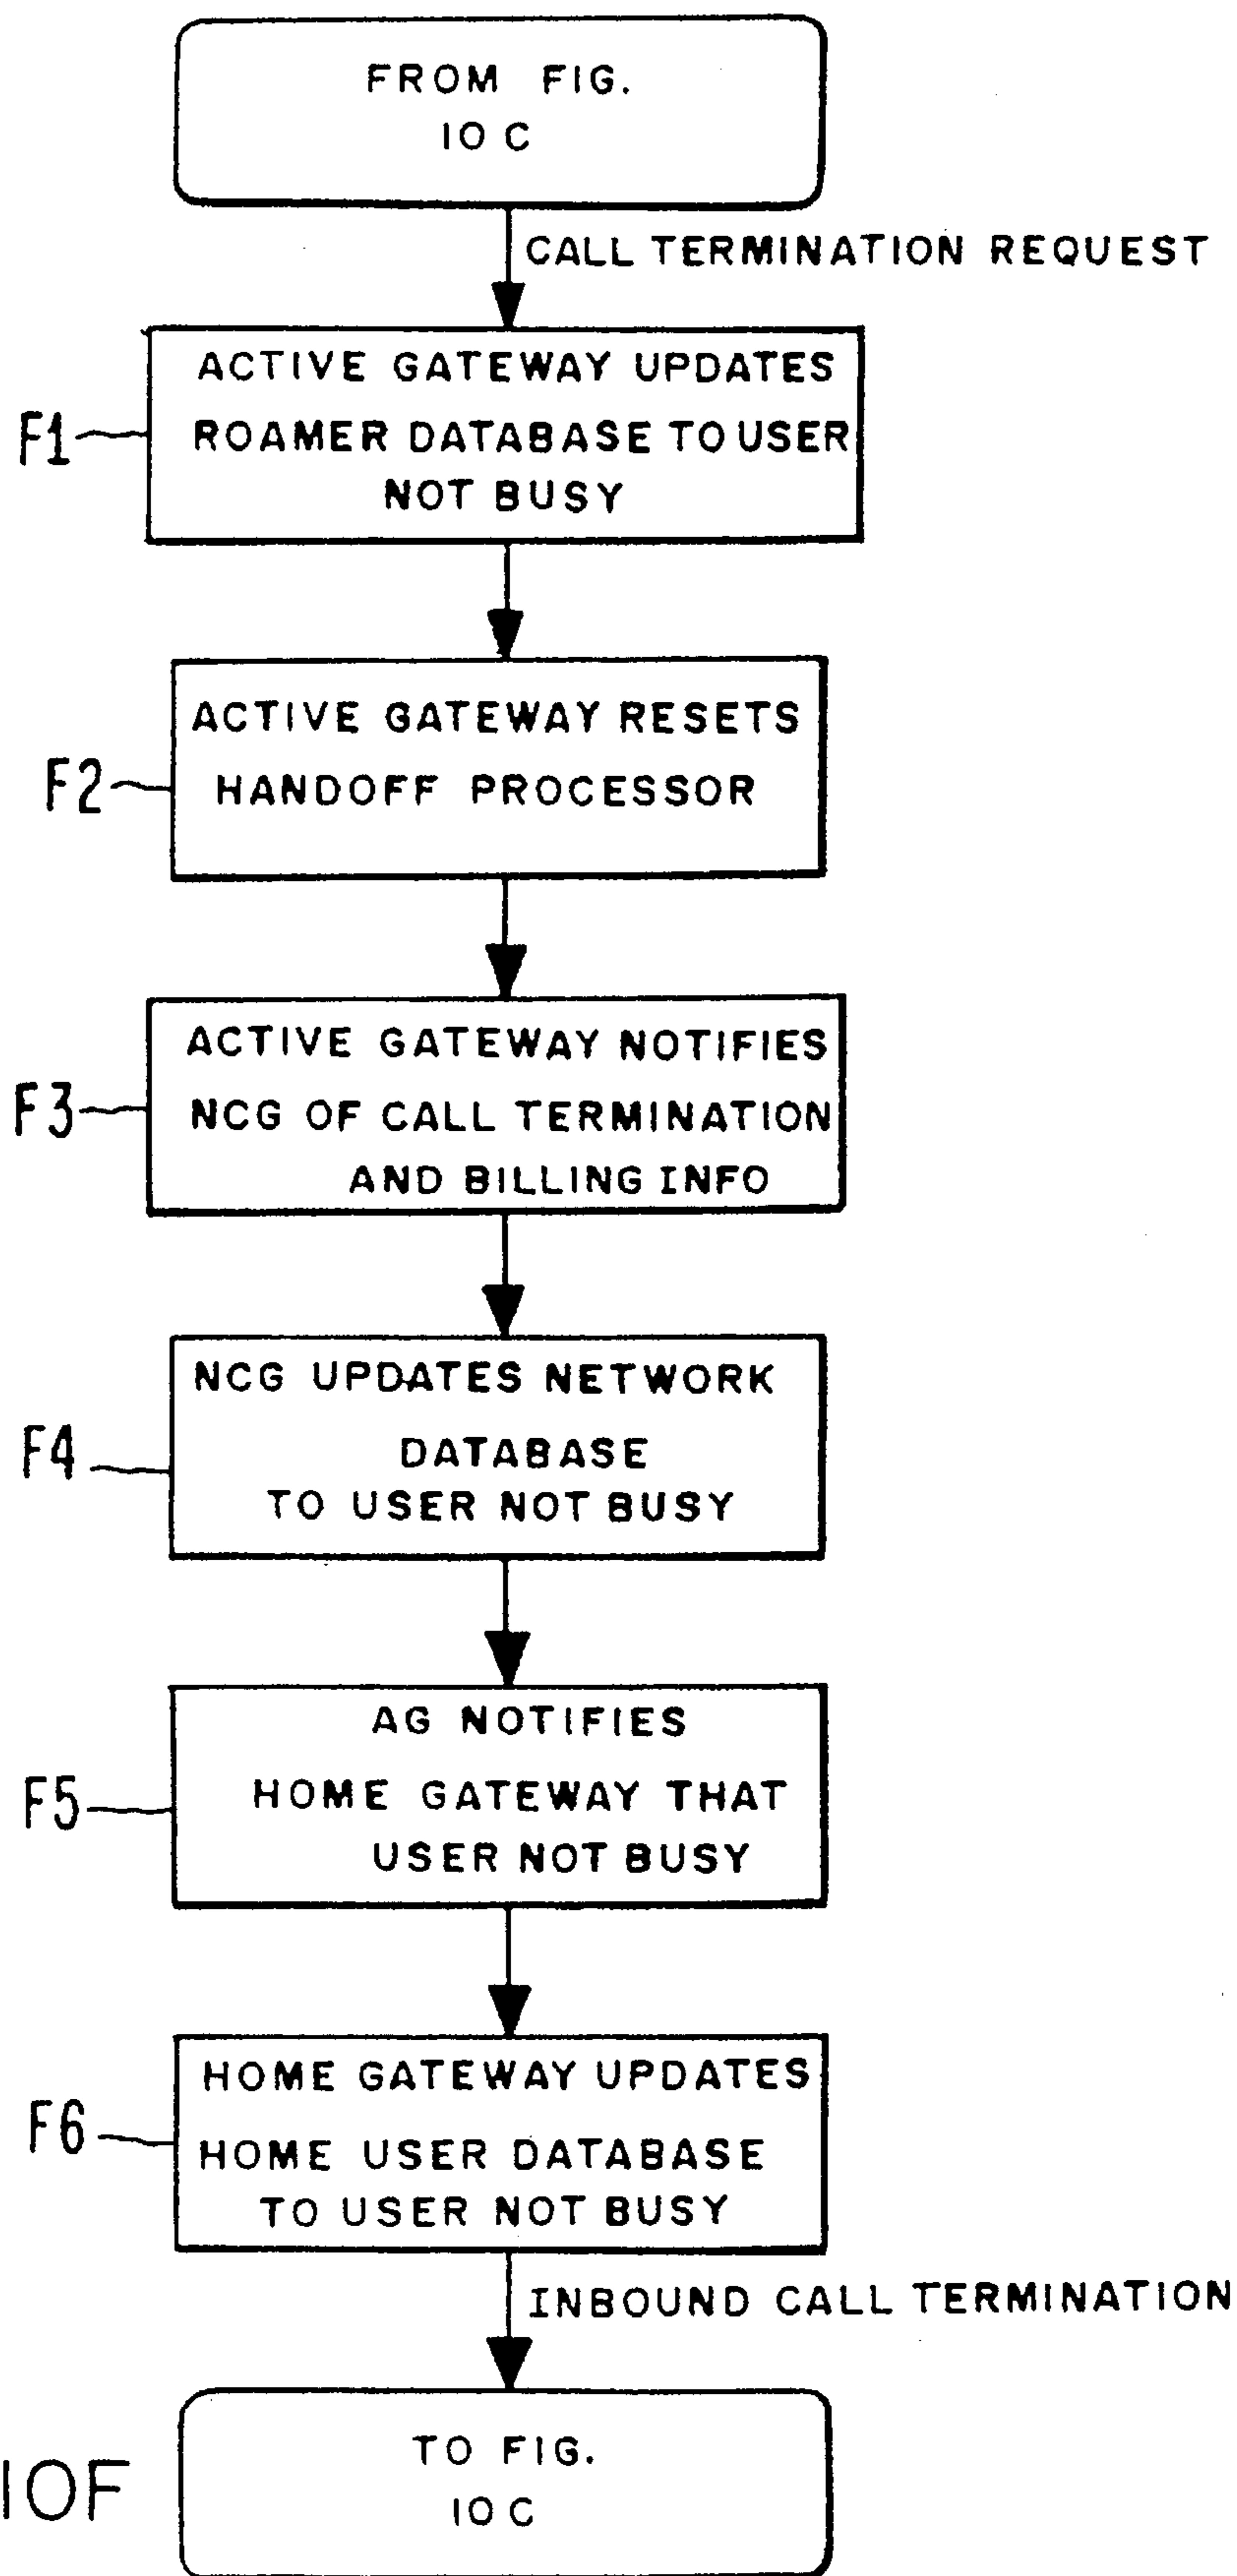 FROM FIG.
10 C
CALL TERMINATION REQUEST
F1
ACTIVE GATEWAY UPDATES
ROAMER DATABASE TO USER
NOT BUSY
F2
ACTIVE GATEWAY RESETS
HANDOFF PROCESSOR
F3
ACTIVE GATEWAY NOTIFIES
NCG OF CALL TERMINATION
AND BILLING INFO
F4
NCG UPDATES NETWORK
DATABASE
TO USER NOT BUSY
F5
AG NOTIFIES
HOME GATEWAY THAT
USER NOT BUSY
F6
HOME GATEWAY UPDATES
HOME USER DATABASE
TO USER NOT BUSY
INBOUND CALL TERMINATION
TO FIG.
10 C
10F